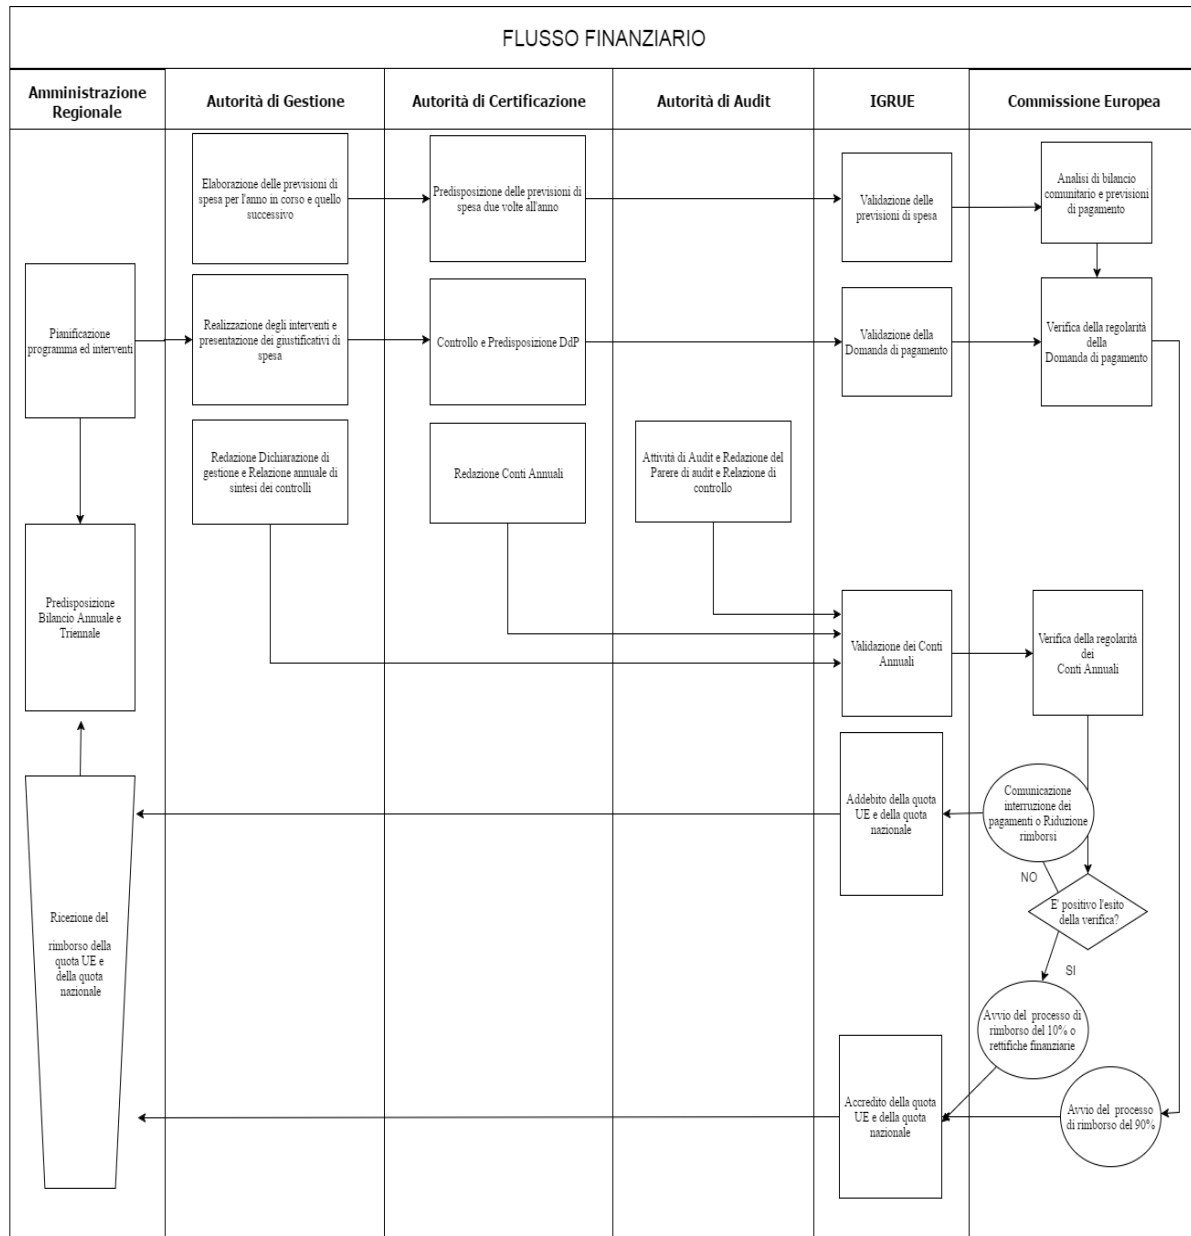 FLUSSO FINANZIARIO
Amministrazione
Regionale
Autorità di Gestione
Autorità di Certificazione
Autorità di Audit
IGRUE
Commissione Europea
Elaborazione delle previsioni di
spesa per l'anno in corso e quello
successivo
Predisposizione delle previsioni di
spesa due volte all'anno
Validazione delle
previsioni di spesa
Analisi di bilancio
comunitario e previsioni
di pagamento
Pianificazione
programma ed interventi
Realizzazione degli interventi e
presentazione dei giustificativi di
spesa
Controllo e Predisposizione DdP
Validazione della
Domanda di pagamento
Verifica della regolarità
della
Domanda di pagamento
Redazione Dichiarazione di
gestione e Relazione annuale di
sintesi dei controlli
Redazione Conti Annuali
Attività di Audit e Redazione del
Parere di audit e Relazione di
controllo
Predisposizione
Bilancio Annuale e
Triennale
Validazione dei Conti
Annuali
Verifica della regolarità
dei
Conti Annuali
Addebito della quota
UE e della quota
nazionale
Comunicazione
interruzione dei
pagamenti o Riduzione
rimborsi
NO
E' positivo l'esito
della verifica?
SI
Ricezione del
rimborso della
quota UE e
della quota
nazionale
Avvio del processo di
rimborso del 10% o
rettifiche finanziarie
Accredito della quota
UE e della quota
nazionale
Avvio del processo
di rimborso del 90%